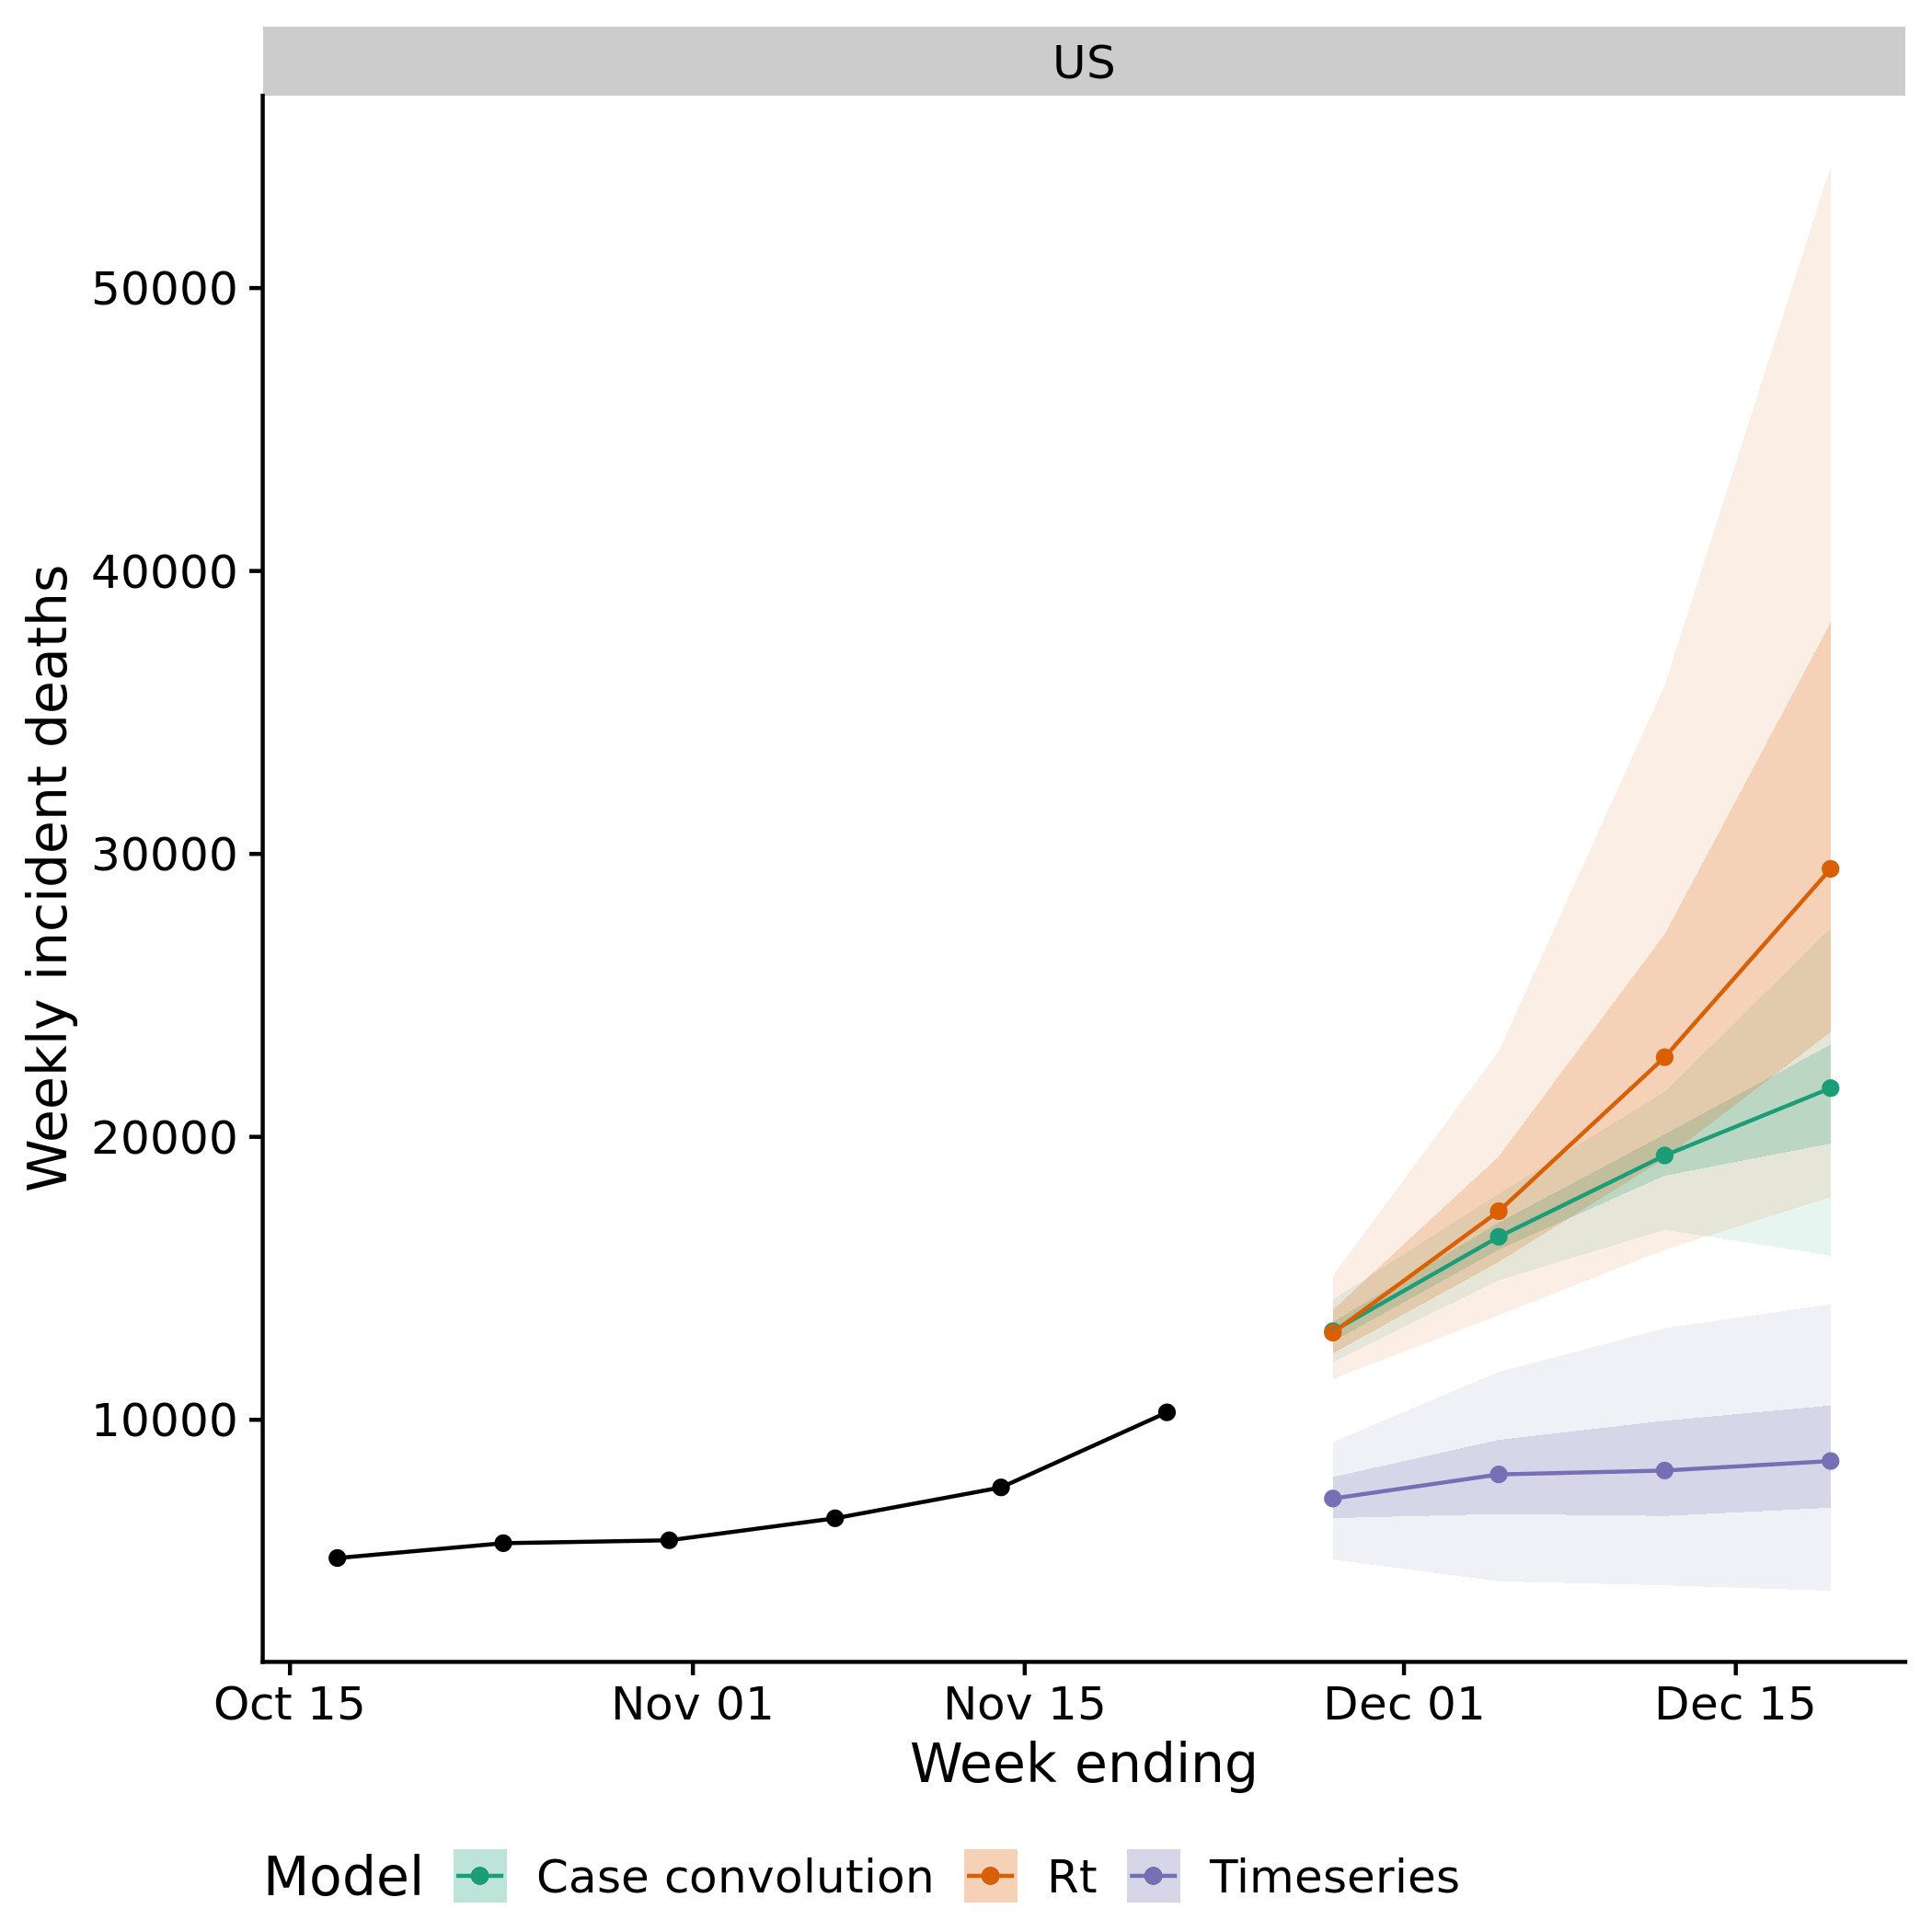 US
Weekly incident deaths
50000
40000
30000
20000
10000
Oct 15 Nov 01 Nov 15 Dec 01 Dec 15
Week ending
Model Case convolution Rt Timeseries